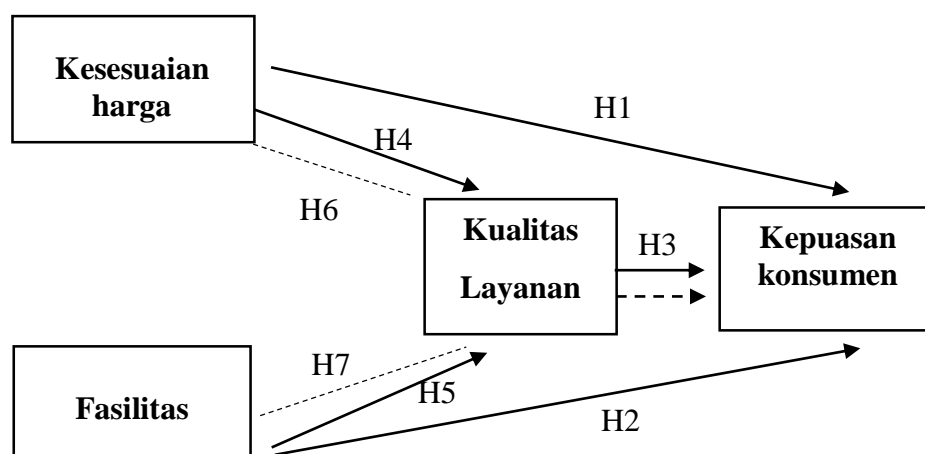 Kesesuaian
harga
H1
H4
H6
Kualitas
Layanan
H3
Kepuasan
konsumen
H7
H5
Fasilitas
H2